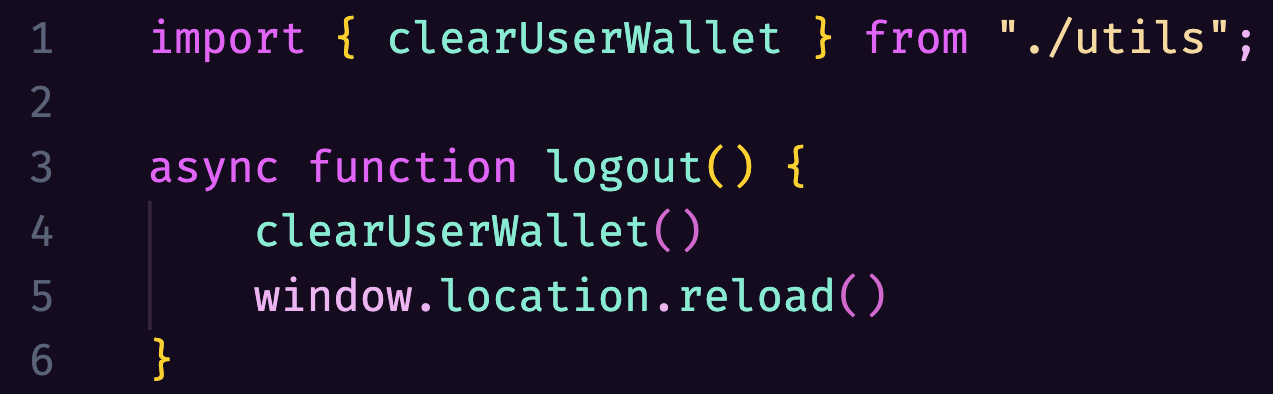 1 import { clearUserWallet } from "./utils";
2
3 async function logout() {
4     clearUserWallet()
5     window.location.reload()
6 }